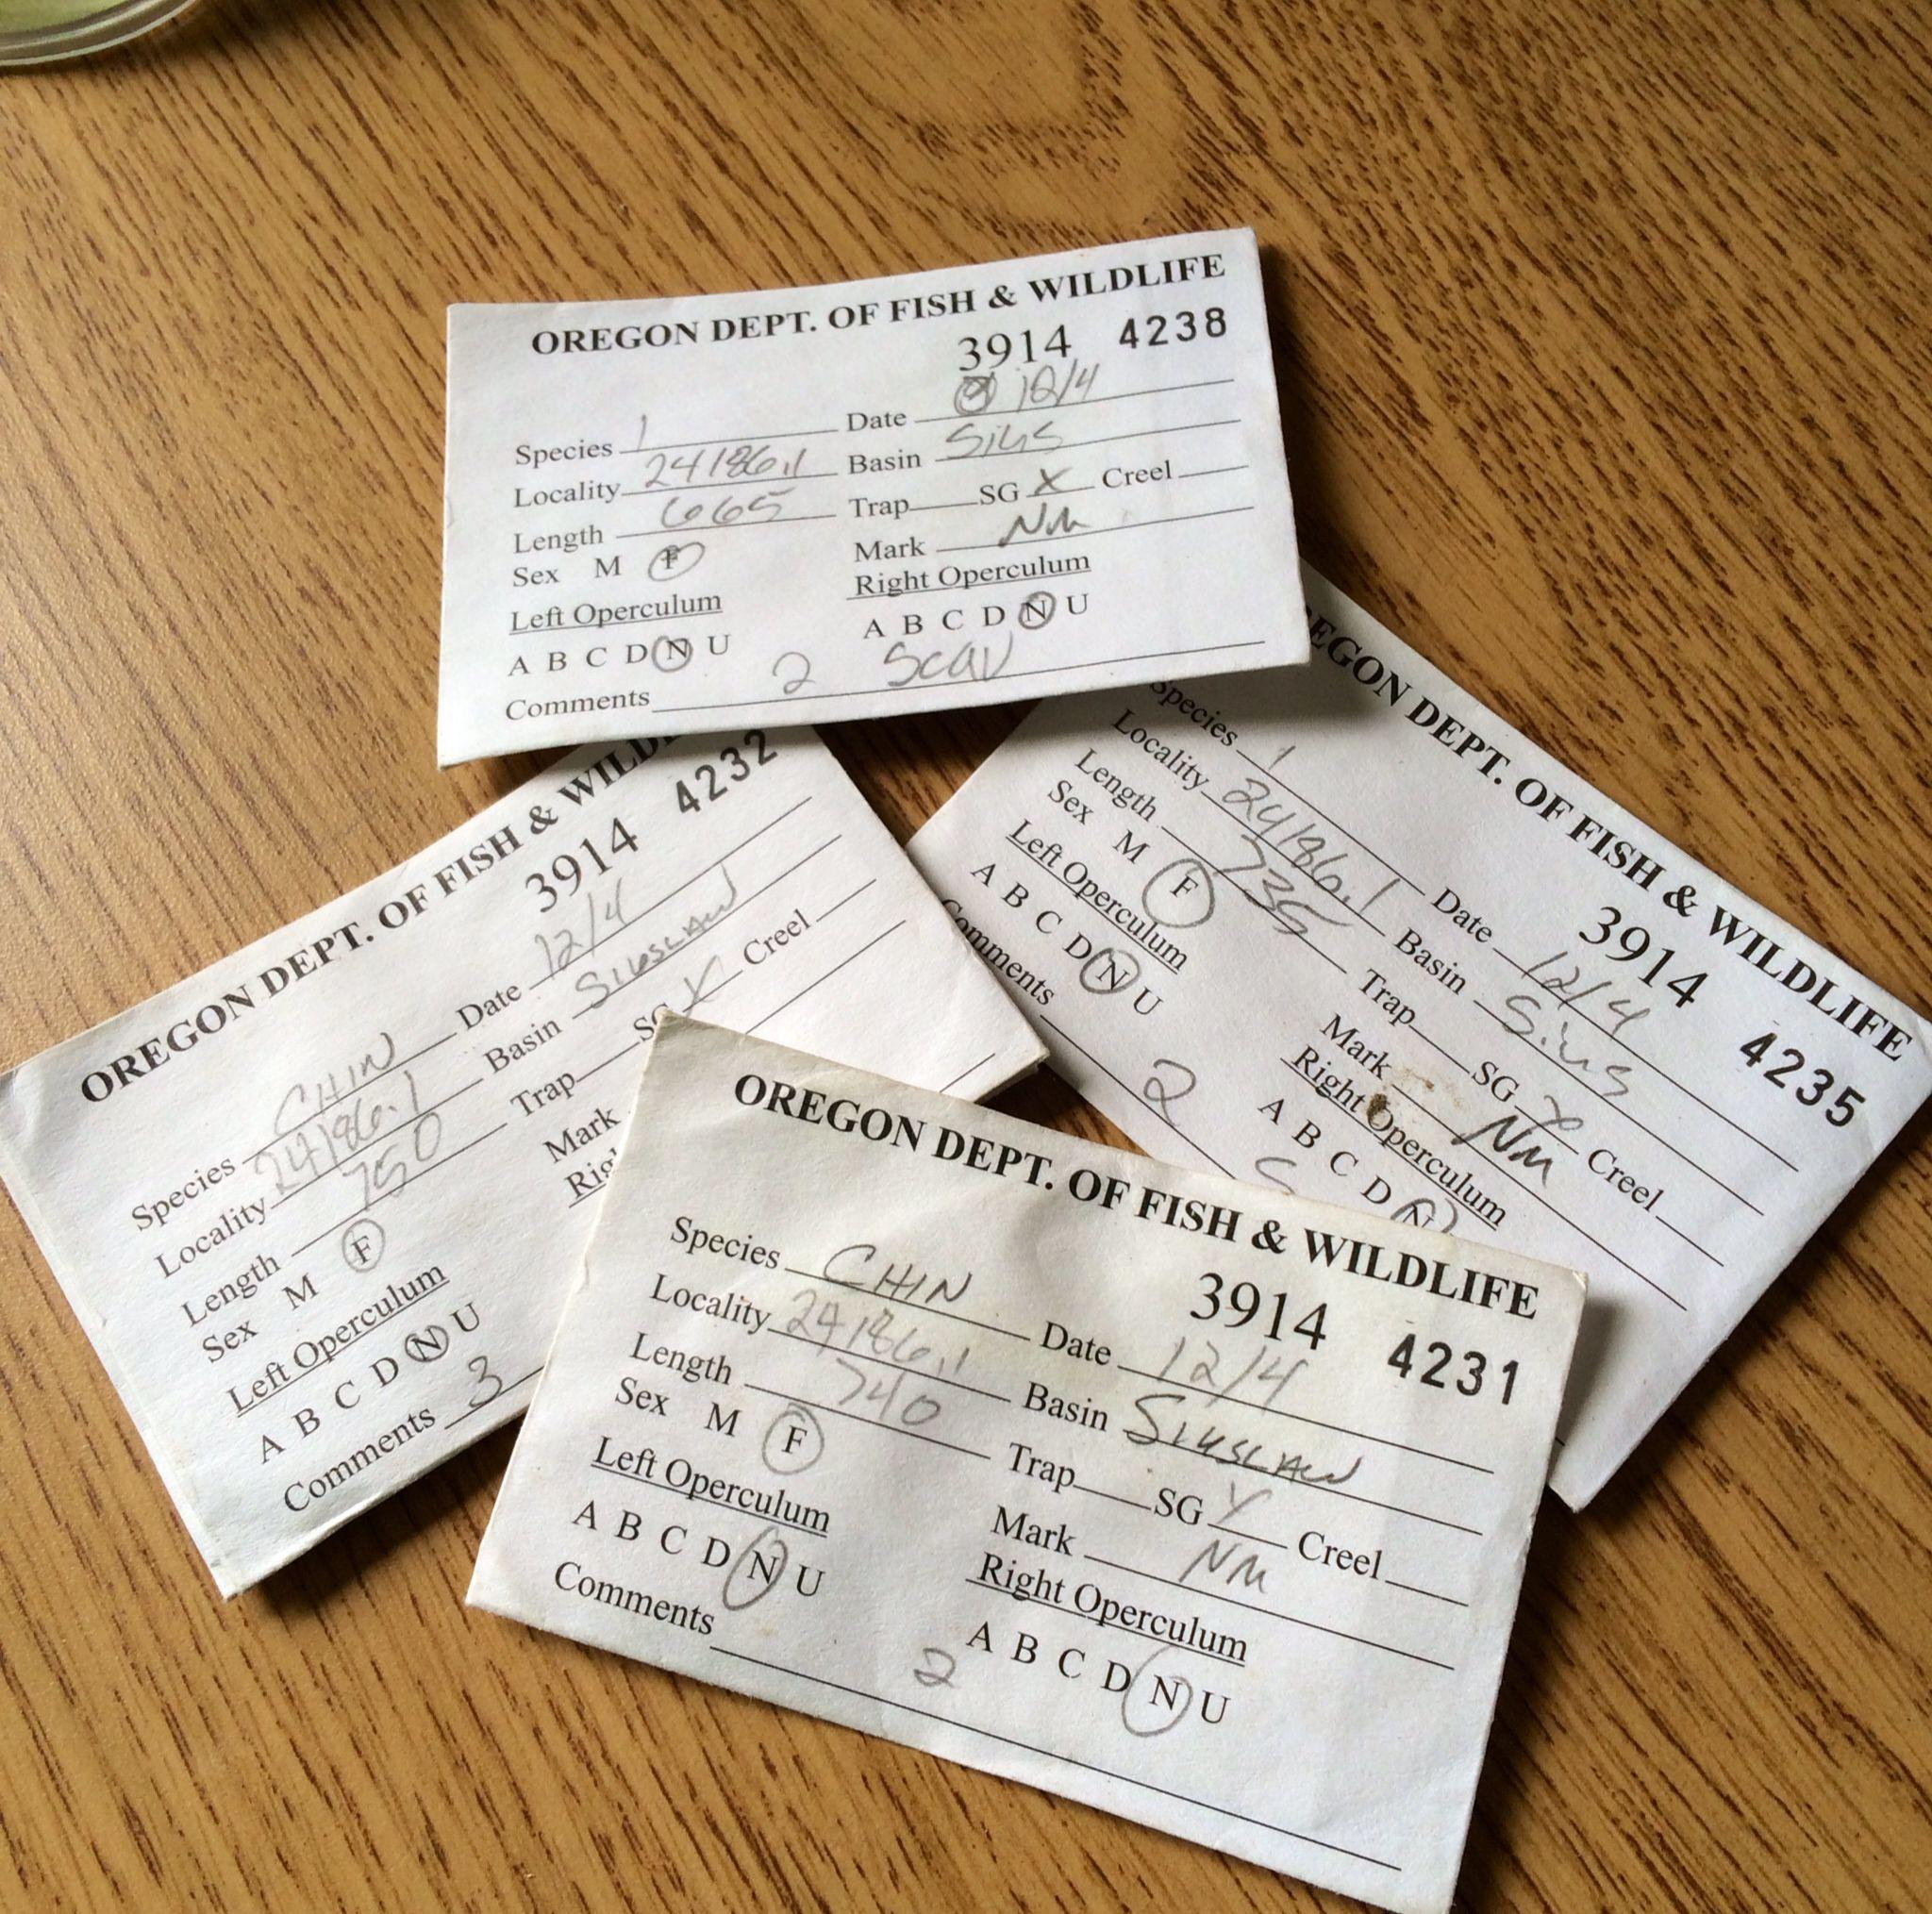 OREGON DEPT. OF FISH & WILDLIFE
3914 4238
Species 1 Date 12/4
Locality 24186.1 Basin Sius
Length 665 Trap SG X Creel
Sex M F Mark NM
Left Operculum Right Operculum
A B C D N U A B C D N U
Comments 2 Scav
OREGON DEPT. OF FISH & WILD
3914 4232
Species CHIN Date 12/4
Locality 24186.1 Basin SIUSLAW
Length 750 Trap SG X Creel
Sex M F Mark
Left Operculum Rig
A B C D N U
Comments 3
EGON DEPT. OF FISH & WILDLIFE
3914 4235
Species 1 Date 12/4
Locality 24186.1 Basin Sius
Length 735 Trap SG X Creel
Sex M F Mark NM
Left Operculum Right Operculum
A B C D N U A B C D N
Comments 2 S
OREGON DEPT. OF FISH & WILDLIFE
3914 4231
Species CHIN Date 12/4
Locality 24186.1 Basin SIUSLAW
Length 740 Trap SG X Creel
Sex M F Mark NM
Left Operculum Right Operculum
A B C D N U A B C D N U
Comments 2